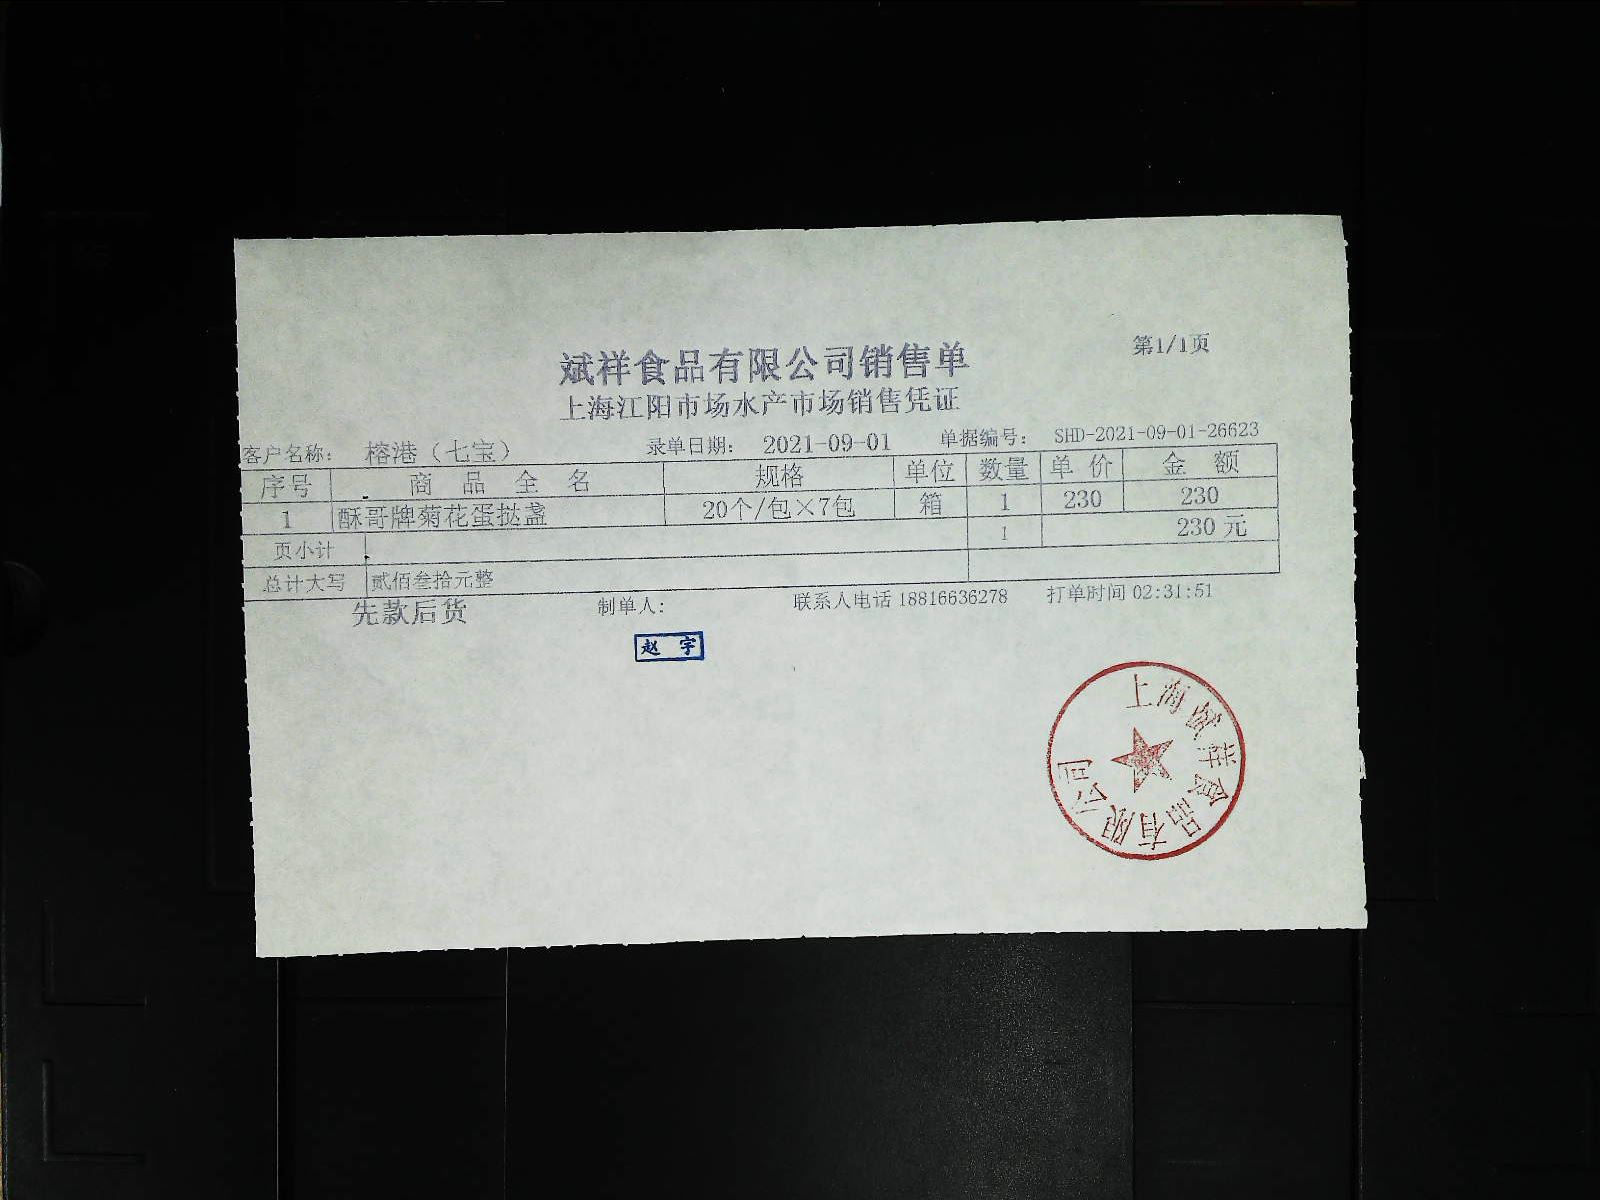 斌祥食品有限公司销售单
第1/1页
上海江阳市场水产市场销售凭证
客户名称: 榕港（七宝） 录单日期: 2021-09-01 单据编号: SHD-2021-09-01-26623
序号 商 品 全 名 规格 单位 数量 单 价 金 额
1 酥哥牌菊花蛋挞盏 20个/包×7包 箱 1 230 230
页小计 1 230 元
总计大写 贰佰叁拾元整
先款后货 制单人: 联系人电话 18816636278 打单时间 02:31:51
赵 宇
上海斌祥食品有限公司